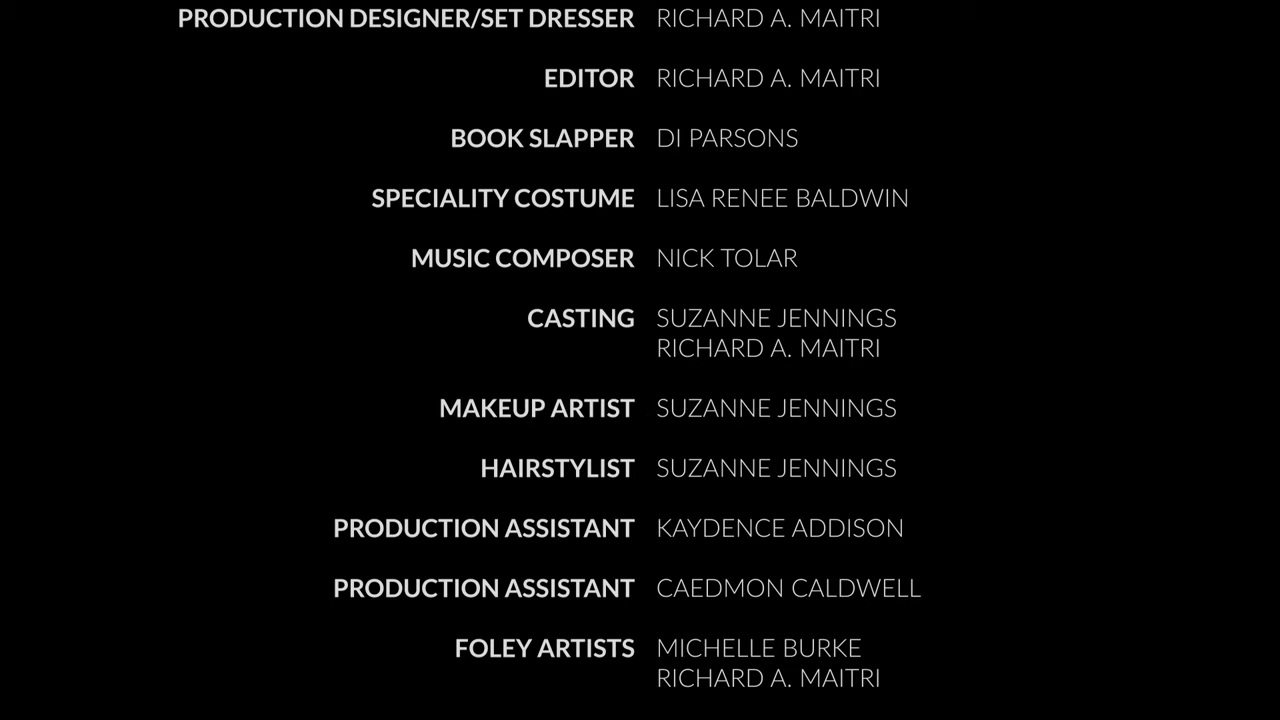 PRODUCTION DESIGNER/SET DRESSER RICHARD A. MAITRI
EDITOR RICHARD A. MAITRI
BOOK SLAPPER DI PARSONS
SPECIALITY COSTUME LISA RENEE BALDWIN
MUSIC COMPOSER NICK TOLAR
CASTING SUZANNE JENNINGS
RICHARD A. MAITRI
MAKEUP ARTIST SUZANNE JENNINGS
HAIRSTYLIST SUZANNE JENNINGS
PRODUCTION ASSISTANT KAYDENCE ADDISON
PRODUCTION ASSISTANT CAEDMON CALDWELL
FOLEY ARTISTS MICHELLE BURKE
RICHARD A. MAITRI